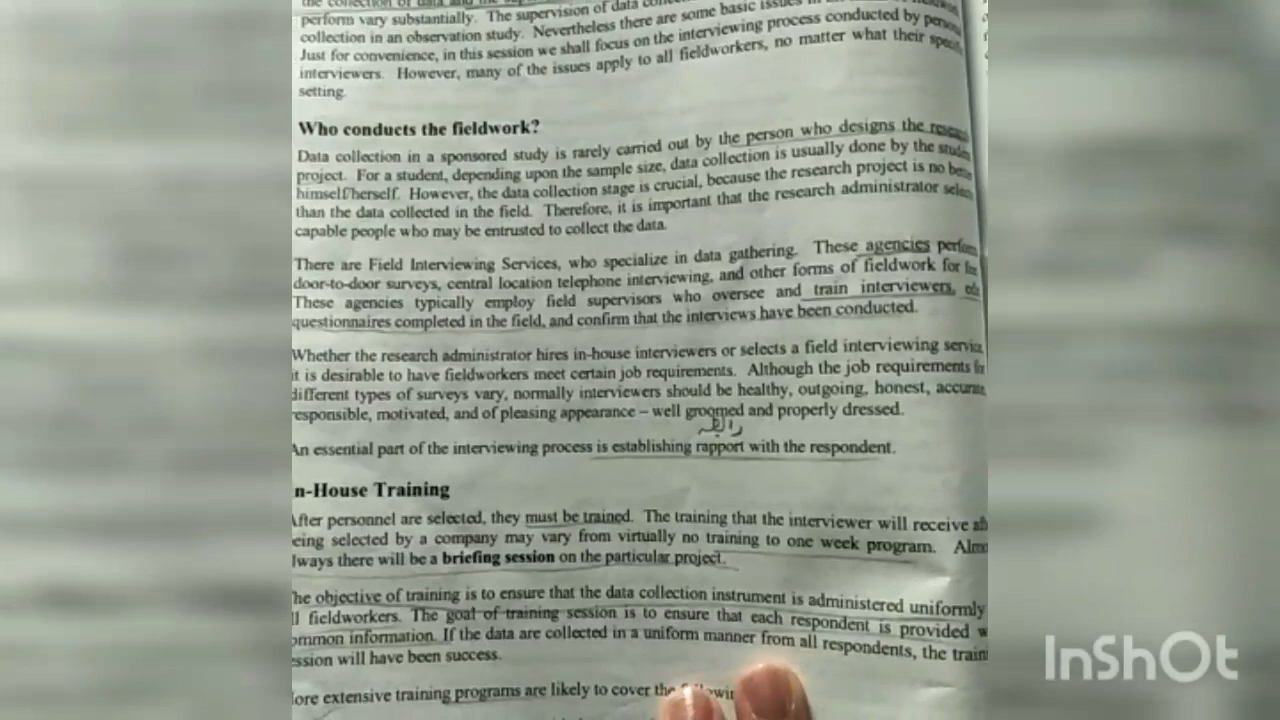 the collection of data and the
perform vary substantially. The supervision of data
collection in an observation study. Nevertheless there are some basic issues in
Just for convenience, in this session we shall focus on the interviewing process conducted by
interviewers. However, many of the issues apply to all fieldworkers, no matter what their
setting.
Who conducts the fieldwork?
Data collection in a sponsored study is rarely carried out by the person who designs the
project. For a student, depending upon the sample size, data collection is usually done by the
himself/herself. However, the data collection stage is crucial, because the research project is no
than the data collected in the field. Therefore, it is important that the research administrator
capable people who may be entrusted to collect the data.
There are Field Interviewing Services, who specialize in data gathering. These agencies
door-to-door surveys, central location telephone interviewing, and other forms of fieldwork for
These agencies typically employ field supervisors who oversee and train interviewers,
questionnaires completed in the field, and confirm that the interviews have been conducted.
Whether the research administrator hires in-house interviewers or selects a field interviewing
it is desirable to have fieldworkers meet certain job requirements. Although the job requirements
different types of surveys vary, normally interviewers should be healthy, outgoing, honest,
responsible, motivated, and of pleasing appearance – well groomed and properly dressed.
رابطہ
An essential part of the interviewing process is establishing rapport with the respondent.
n-House Training
After personnel are selected, they must be trained. The training that the interviewer will receive
eing selected by a company may vary from virtually no training to one week program.
lways there will be a briefing session on the particular project.
he objective of training is to ensure that the data collection instrument is administered uniformly
l fieldworkers. The goal of training session is to ensure that each respondent is provided
ommon information. If the data are collected in a uniform manner from all respondents, the
ssion will have been success.
ore extensive training programs are likely to cover the
InShOt